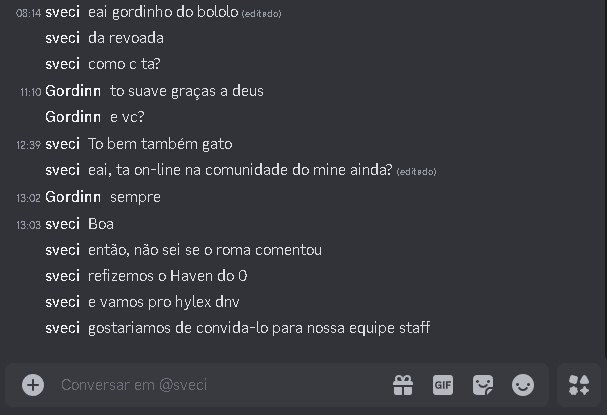 08:14 sveci eai gordinho do bololo (editado)
sveci da revoada
sveci como c ta?
11:10 Gordinn to suave graças a deus
Gordinn e vc?
12:39 sveci To bem também gato
sveci eai, ta on-line na comunidade do mine ainda? (editado)
13:02 Gordinn sempre
13:03 sveci Boa
sveci então, não sei se o roma comentou
sveci refizemos o Haven do 0
sveci e vamos pro hylex dnv
sveci gostariamos de convida-lo para nossa equipe staff
Conversar em @sveci
GIF